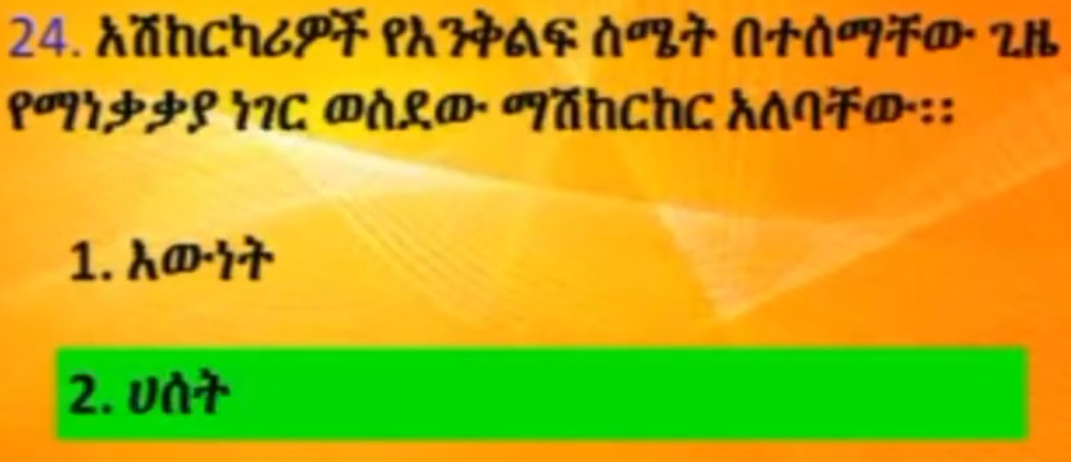 24. አሽከርካሪዎች የእንቅልፍ ስሜት በተሰማቸው ጊዜ
የማነቃቃያ ነገር ወስደው ማሽከርከር አለባቸው፡፡
1. እውነት
2. ሀሰት